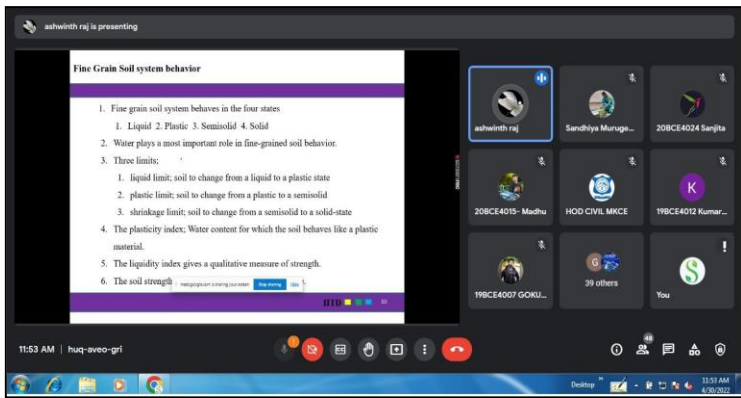 ashwinth raj is presenting
Fine Grain Soil system behavior
1. Fine grain soil system behaves in the four states
1. Liquid 2. Plastic 3. Semisolid 4. Solid
2. Water plays a most important role in fine-grained soil behavior.
3. Three limits;
1. liquid limit; soil to change from a liquid to a plastic state
2. plastic limit; soil to change from a plastic to a semisolid
3. shrinkage limit; soil to change from a semisolid to a solid-state
4. The plasticity index; Water content for which the soil behaves like a plastic
material.
5. The liquidity index gives a qualitative measure of strength.
6. The soil strength
meet.google.com is sharing your screen. Stop sharing Hide
ashwinth raj
Sandhiya Muruge...
20BCE4024 Sanjita
20BCE4015- Madhu
HOD CIVIL MKCE
K
19BCE4012 Kumar...
19BCE4007 GOKU...
G
39 others
S
You
11:53 AM | huq-aveo-gri
48
Desktop
11:53 AM
4/30/2022